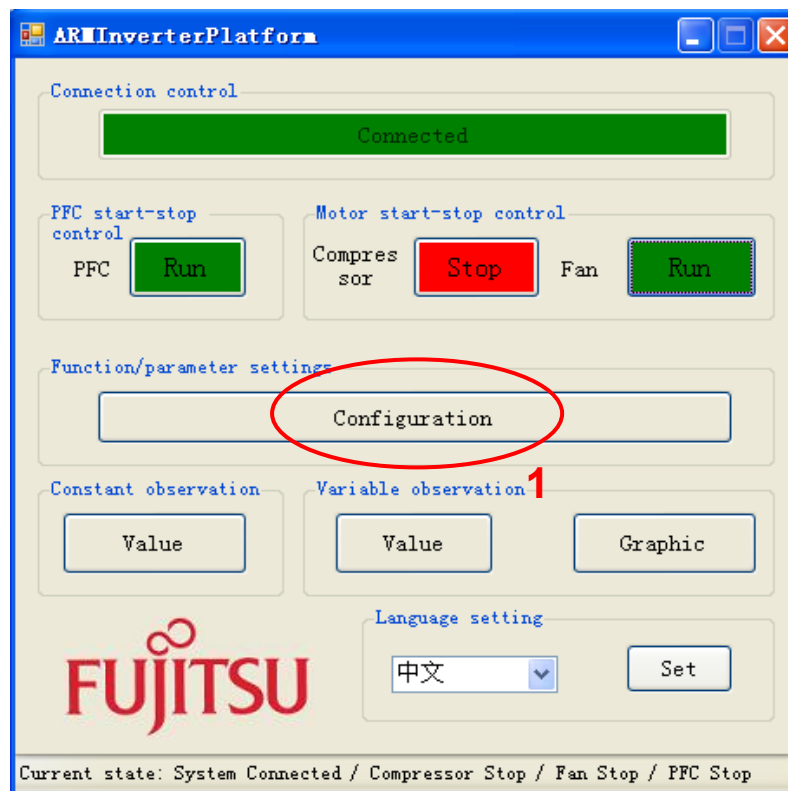 ARMInverterPlatform
Connection control
Connected
PFC start-stop control
PFC
Run
Motor start-stop control
Compressor
Stop
Fan
Run
Function/parameter settings
Configuration
1
Constant observation
Value
Variable observation
Value
Graphic
FUJITSU
Language setting
中文
Set
Current state: System Connected / Compressor Stop / Fan Stop / PFC Stop